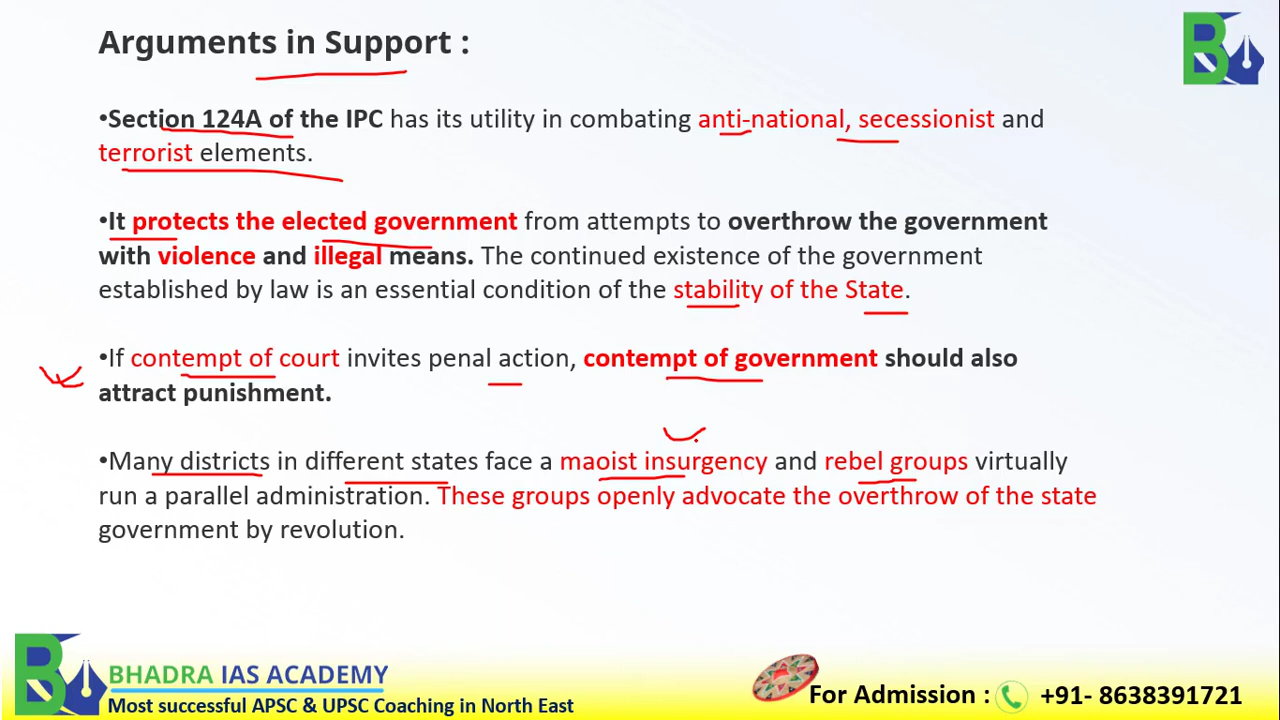 Arguments in Support :
•Section 124A of the IPC has its utility in combating anti-national, secessionist and
terrorist elements.
•It protects the elected government from attempts to overthrow the government
with violence and illegal means. The continued existence of the government
established by law is an essential condition of the stability of the State.
•If contempt of court invites penal action, contempt of government should also
attract punishment.
•Many districts in different states face a maoist insurgency and rebel groups virtually
run a parallel administration. These groups openly advocate the overthrow of the state
government by revolution.
BHADRA IAS ACADEMY
Most successful APSC & UPSC Coaching in North East
For Admission : +91- 8638391721